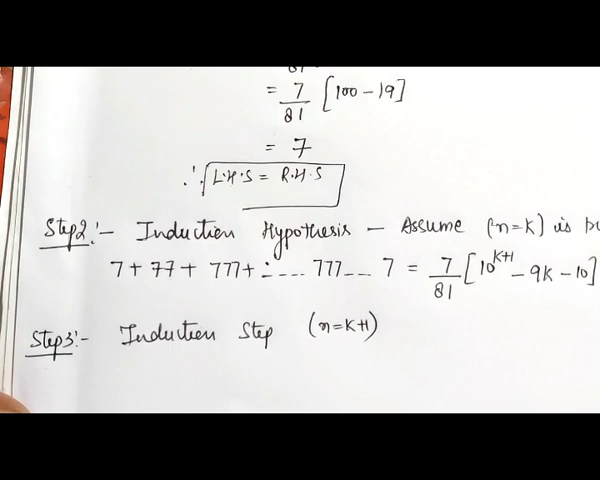 = 7/81 [100 - 19]
= 7
∴ L.H.S = R.H.S
Step2:- Induction Hypothesis - Assume (n=K) is
7 + 77 + 777 + - - - - 777 - - 7 = 7/81 [10^K+1 - 9K - 10]
Step3:- Induction Step (n=K+1)